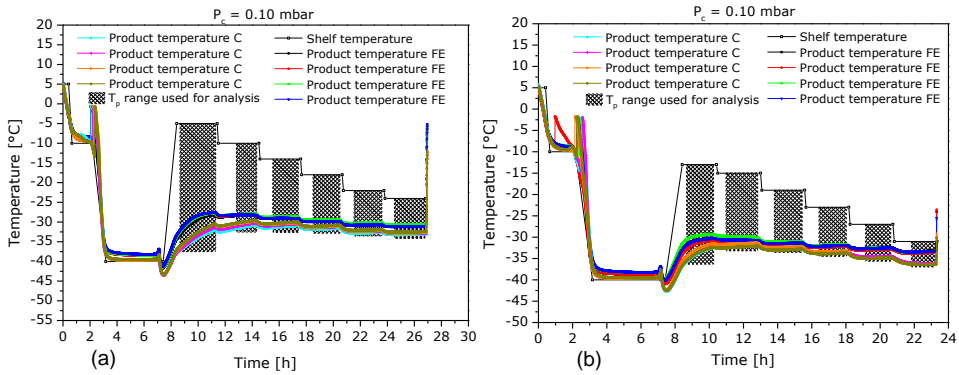 P_c = 0.10 mbar
Product temperature C
Product temperature C
Product temperature C
Product temperature C
T_p range used for analysis
Shelf temperature
Product temperature FE
Product temperature FE
Product temperature FE
Product temperature FE
20
15
10
5
0
-5
-10
-15
-20
-25
-30
-35
-40
-45
-50
-55
Temperature [°C]
0 2 4 6 8 10 12 14 16 18 20 22 24 26 28 30
(a)
Time [h]
P_c = 0.10 mbar
Product temperature C
Product temperature C
Product temperature C
Product temperature C
T_p range used for analysis
Shelf temperature
Product temperature FE
Product temperature FE
Product temperature FE
Product temperature FE
20
15
10
5
0
-5
-10
-15
-20
-25
-30
-35
-40
-45
-50
Temperature [°C]
0 2 4 6 8 10 12 14 16 18 20 22 24 26
(b)
Time [h]